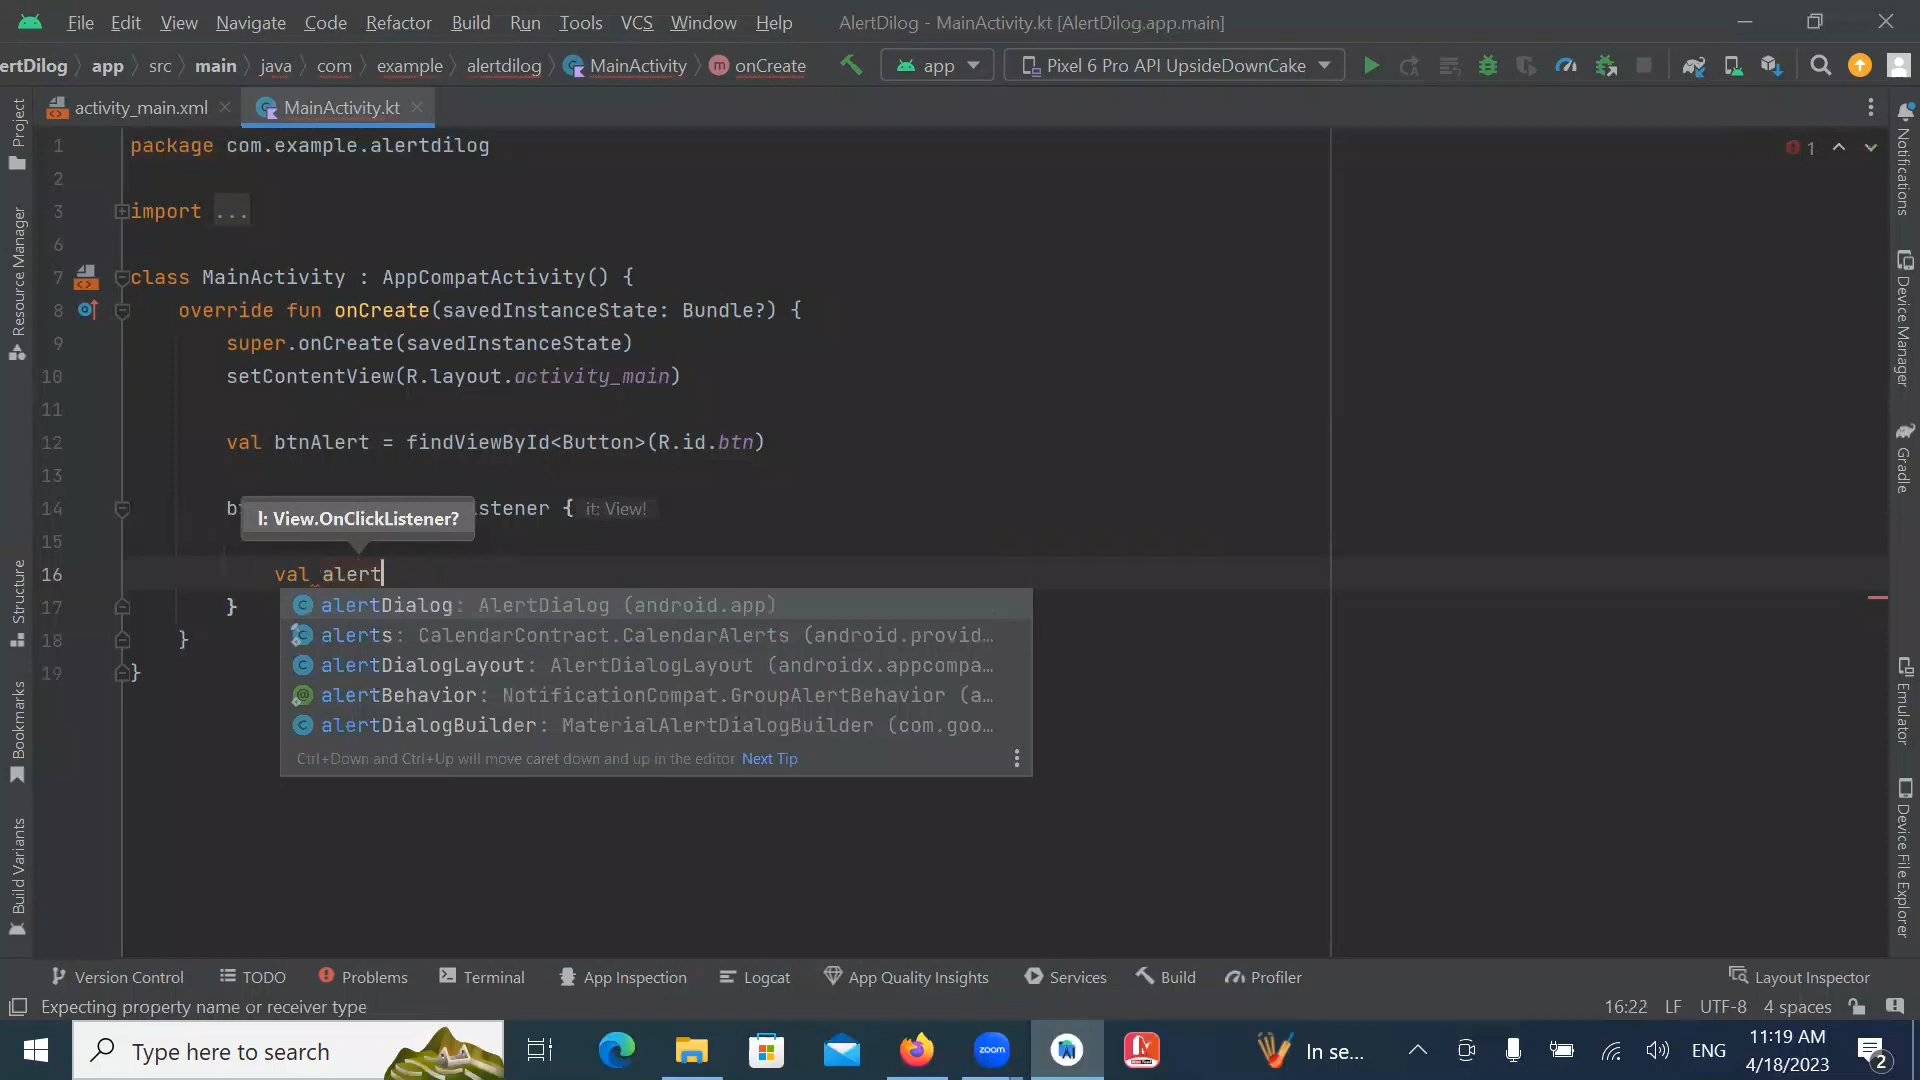 File Edit View Navigate Code Refactor Build Run Tools VCS Window Help AlertDilog - MainActivity.kt [AlertDilog.app.main]
ertDilog app src main java com example alertdilog MainActivity onCreate app Pixel 6 Pro API UpsideDownCake
activity_main.xml MainActivity.kt
1 package com.example.alertdilog
1
2
3 import ...
6
7 class MainActivity : AppCompatActivity() {
8 override fun onCreate(savedInstanceState: Bundle?) {
9 super.onCreate(savedInstanceState)
10 setContentView(R.layout.activity_main)
11
12 val btnAlert = findViewById<Button>(R.id.btn)
13
14 stener { it: View!
l: View.OnClickListener?
15
16 val alert
17 }
18 }
19 }
alertDialog: AlertDialog (android.app)
alerts: CalendarContract.CalendarAlerts (android.provid…
alertDialogLayout: AlertDialogLayout (androidx.appcompa…
alertBehavior: NotificationCompat.GroupAlertBehavior (a…
alertDialogBuilder: MaterialAlertDialogBuilder (com.goo…
Ctrl+Down and Ctrl+Up will move caret down and up in the editor Next Tip
Project
Resource Manager
Structure
Bookmarks
Build Variants
Notifications
Device Manager
Gradle
Emulator
Device File Explorer
Version Control TODO Problems Terminal App Inspection Logcat App Quality Insights Services Build Profiler Layout Inspector
Expecting property name or receiver type 16:22 LF UTF-8 4 spaces
Type here to search zoom In se... ENG 11:19 AM
4/18/2023 2